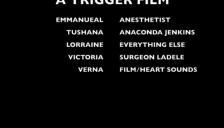 A TRIGGER FILM
EMMANUEAL ANESTHETIST
TUSHANA ANACONDA JENKINS
LORRAINE EVERYTHING ELSE
VICTORIA SURGEON LADELE
VERNA FILM/HEART SOUNDS